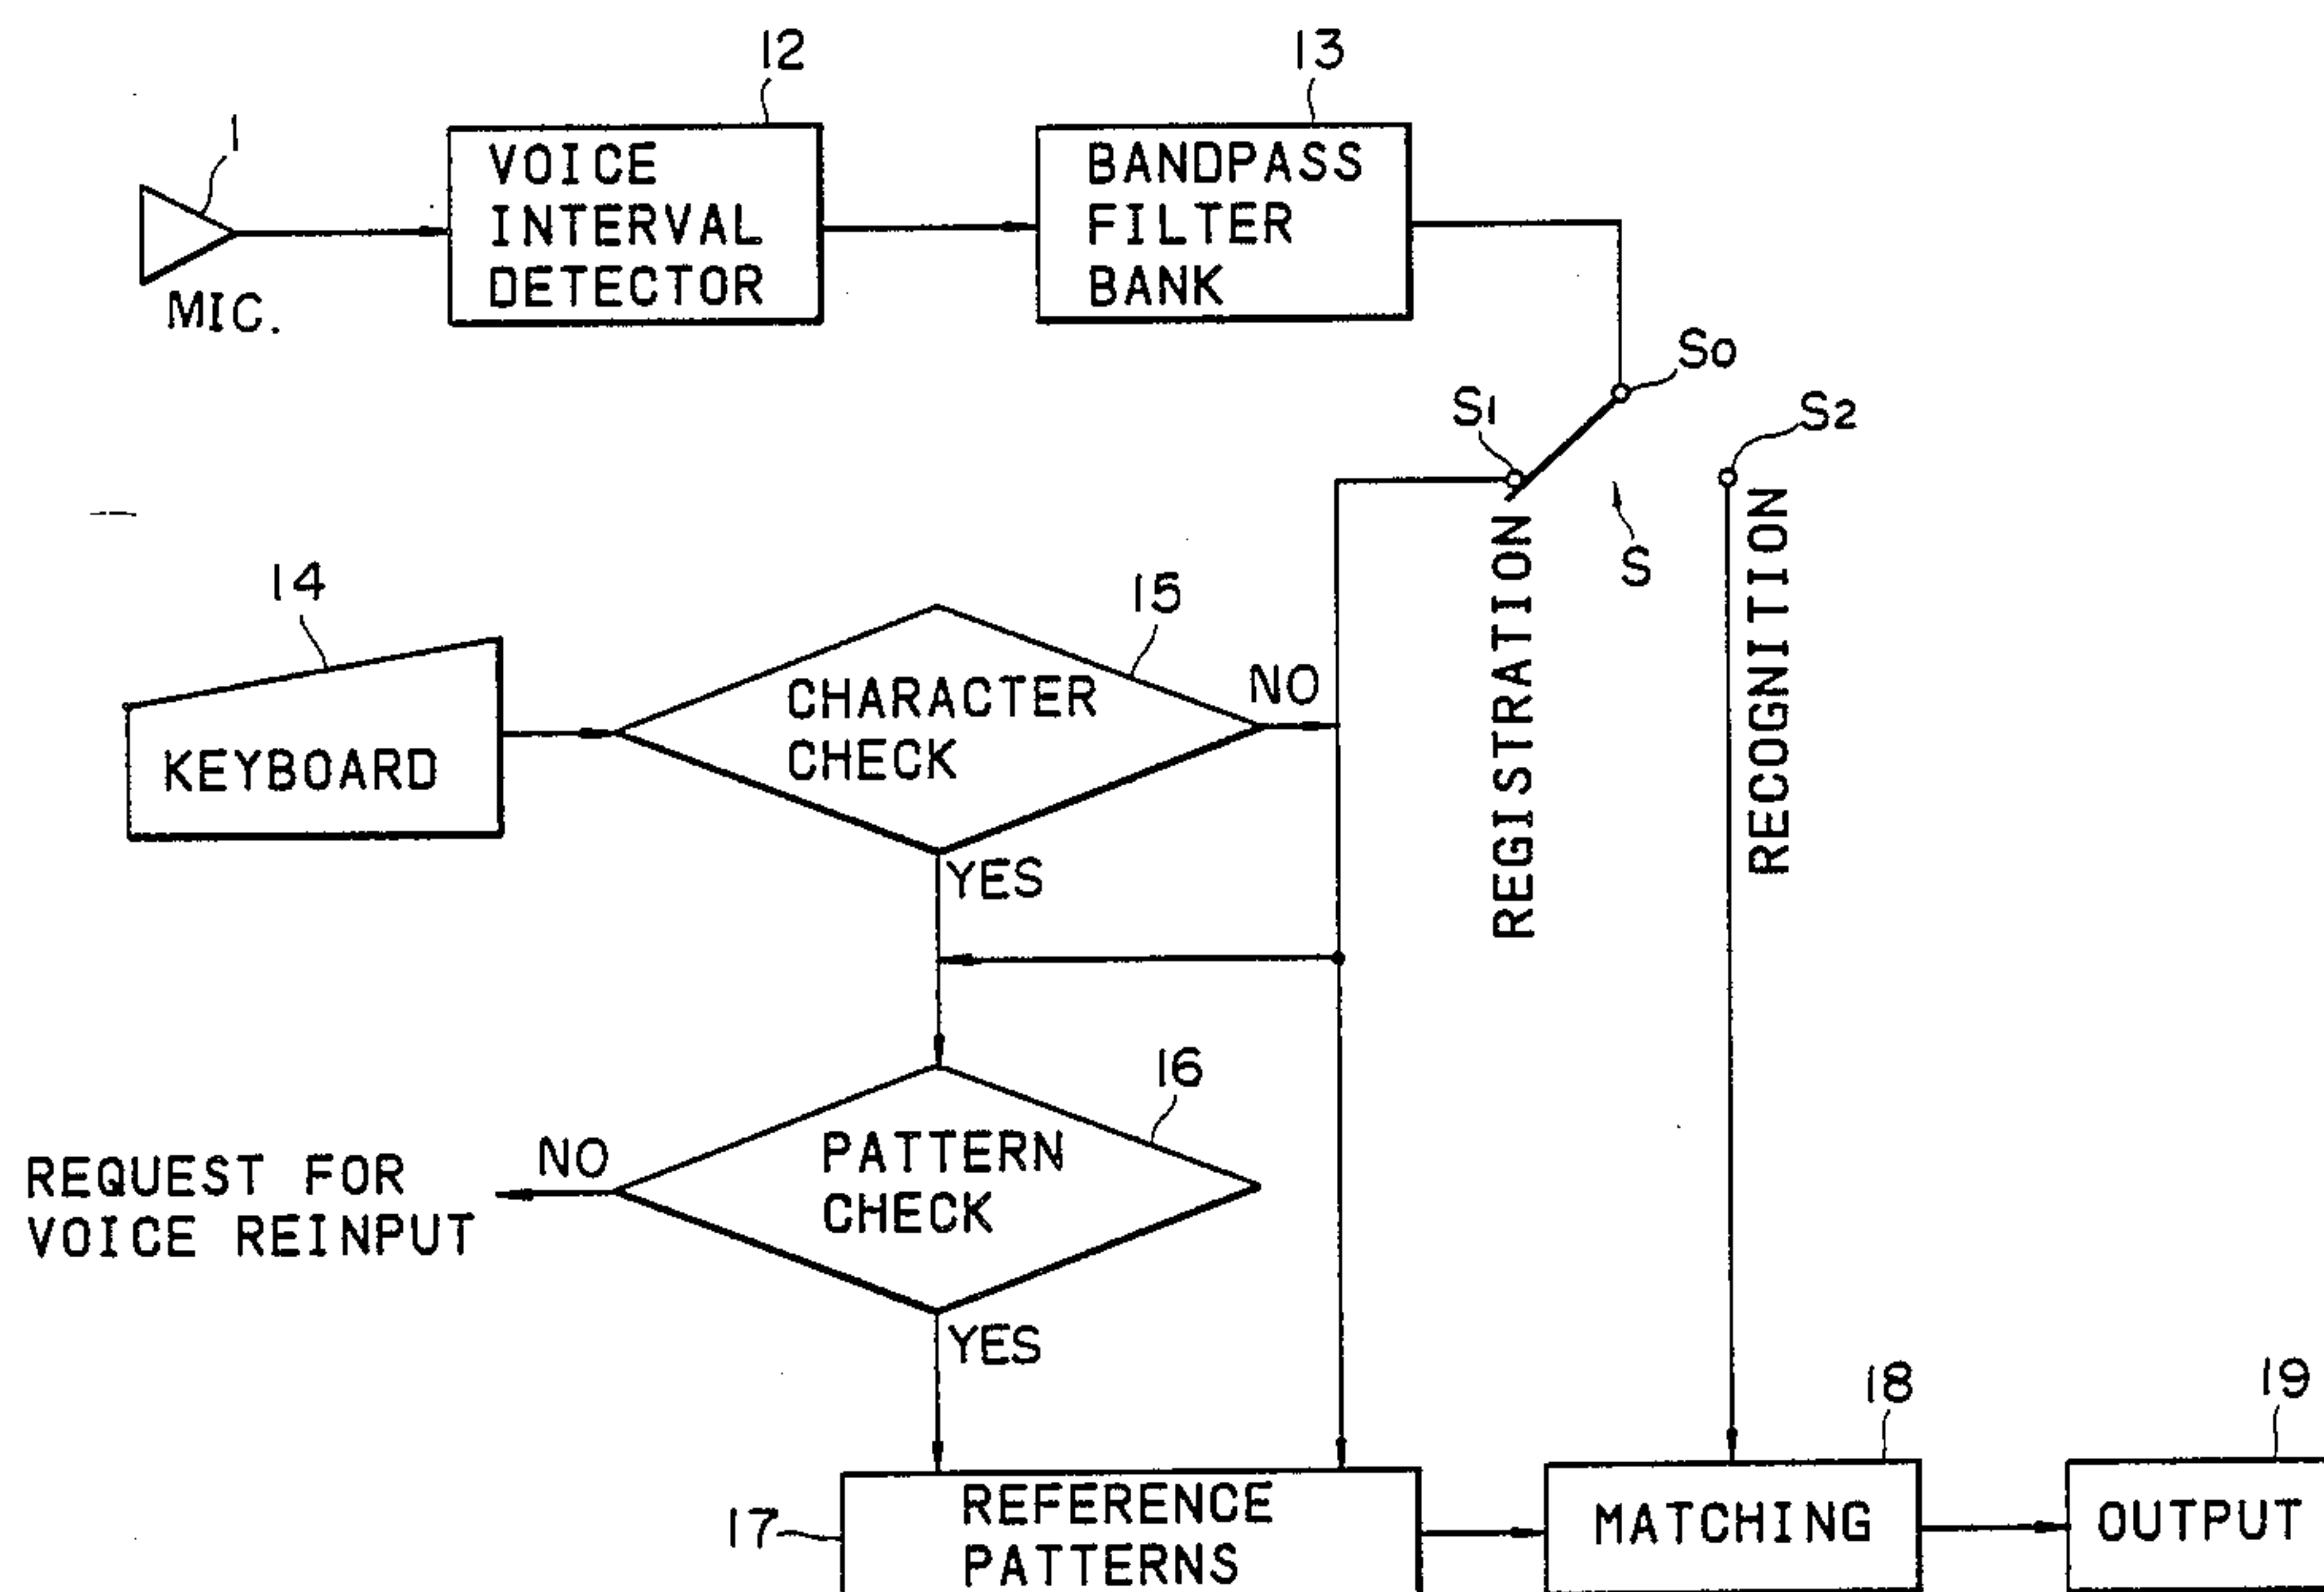 12
13
1
VOICE
INTERVAL
DETECTOR
BANDPASS
FILTER
BANK
MIC.
S0
S1
S2
S
REGISTRATION
RECOGNITION
14
15
KEYBOARD
CHARACTER
CHECK
NO
YES
16
PATTERN
CHECK
NO
REQUEST FOR
VOICE REINPUT
YES
17
REFERENCE
PATTERNS
18
MATCHING
19
OUTPUT